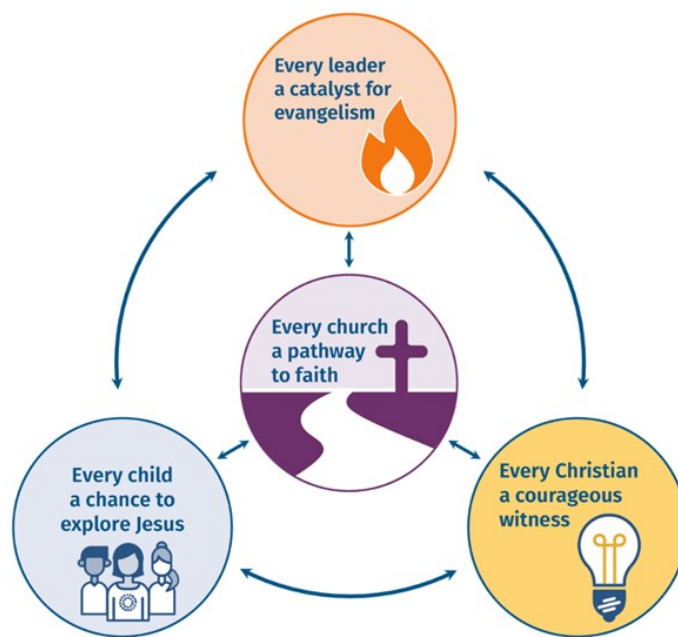 Every leader
a catalyst for
evangelism
Every church
a pathway
to faith
Every child
a chance to
explore Jesus
Every Christian
a courageous
witness